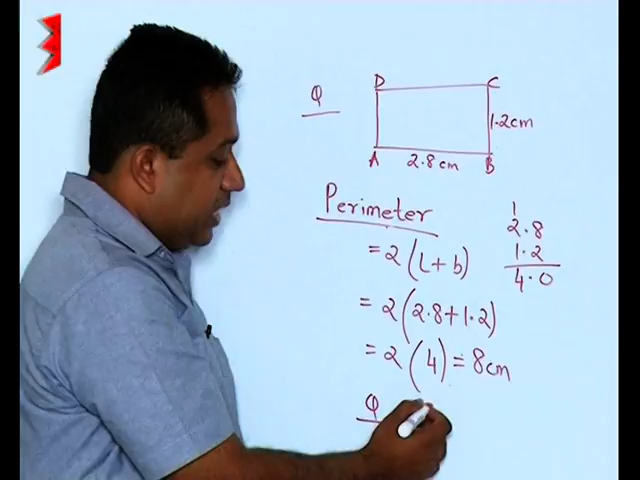 Q
D C
1.2cm
A 2.8cm B
Perimeter
= 2(l+b)
= 2(2.8+1.2)
= 2(4) = 8cm
1
2.8
1.2
4.0
Q